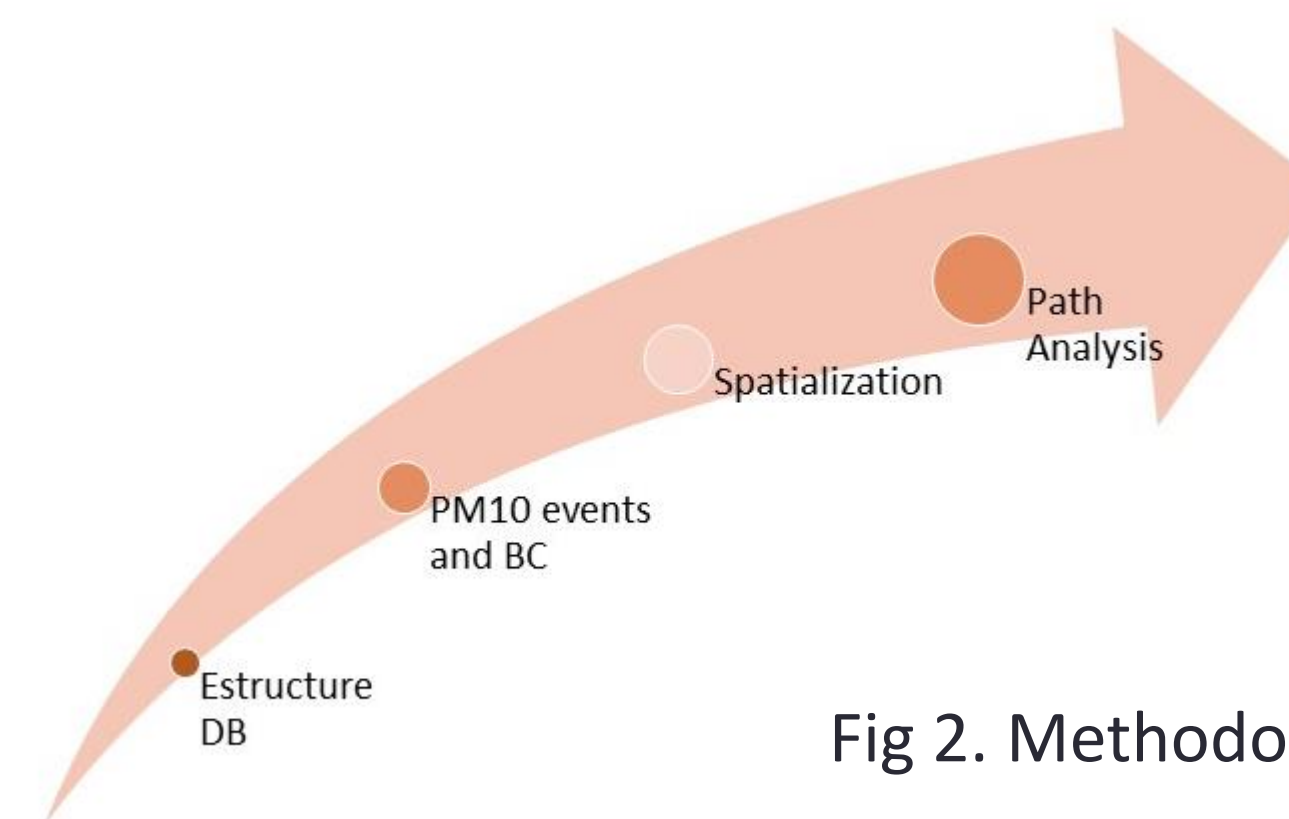 Path
Analysis
Spatialization
PM10 events
and BC
Estructure
DB
Fig 2. Methodo